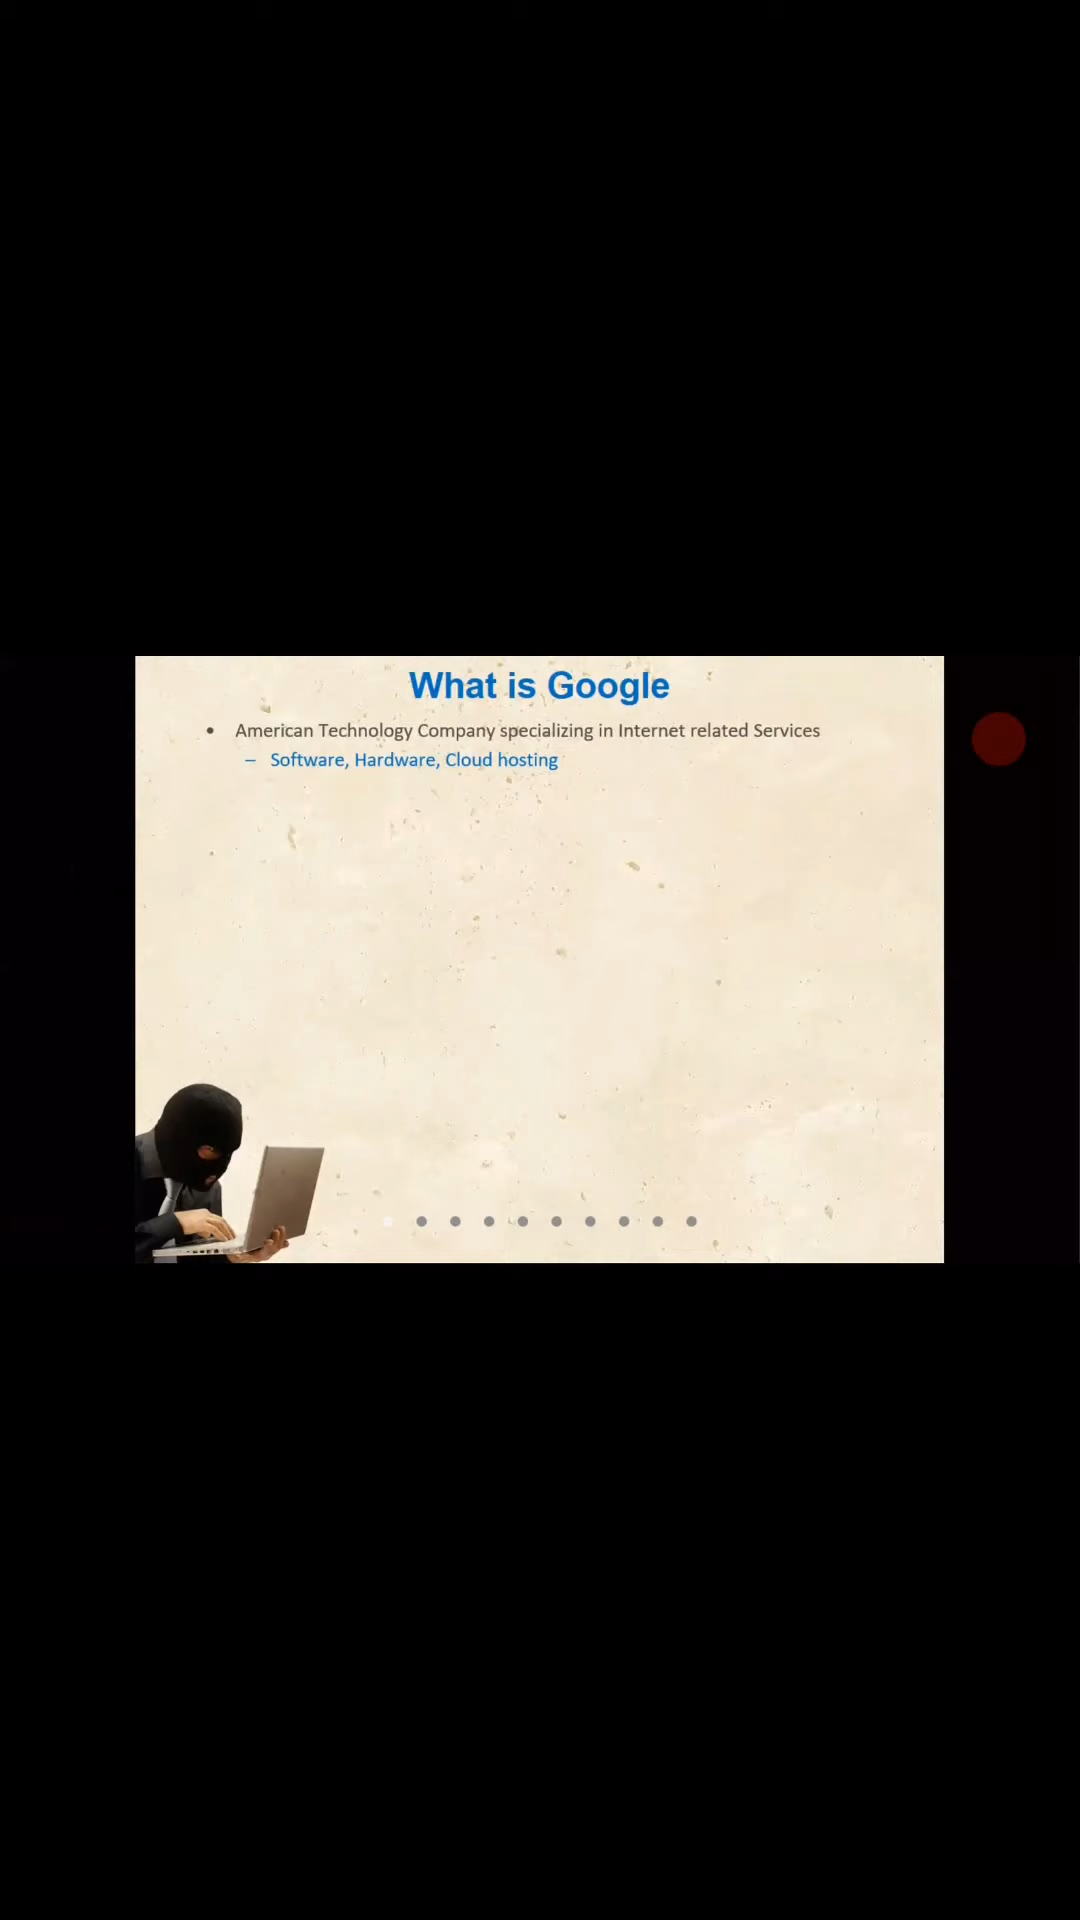 What is Google
• American Technology Company specializing in Internet related Services
– Software, Hardware, Cloud hosting